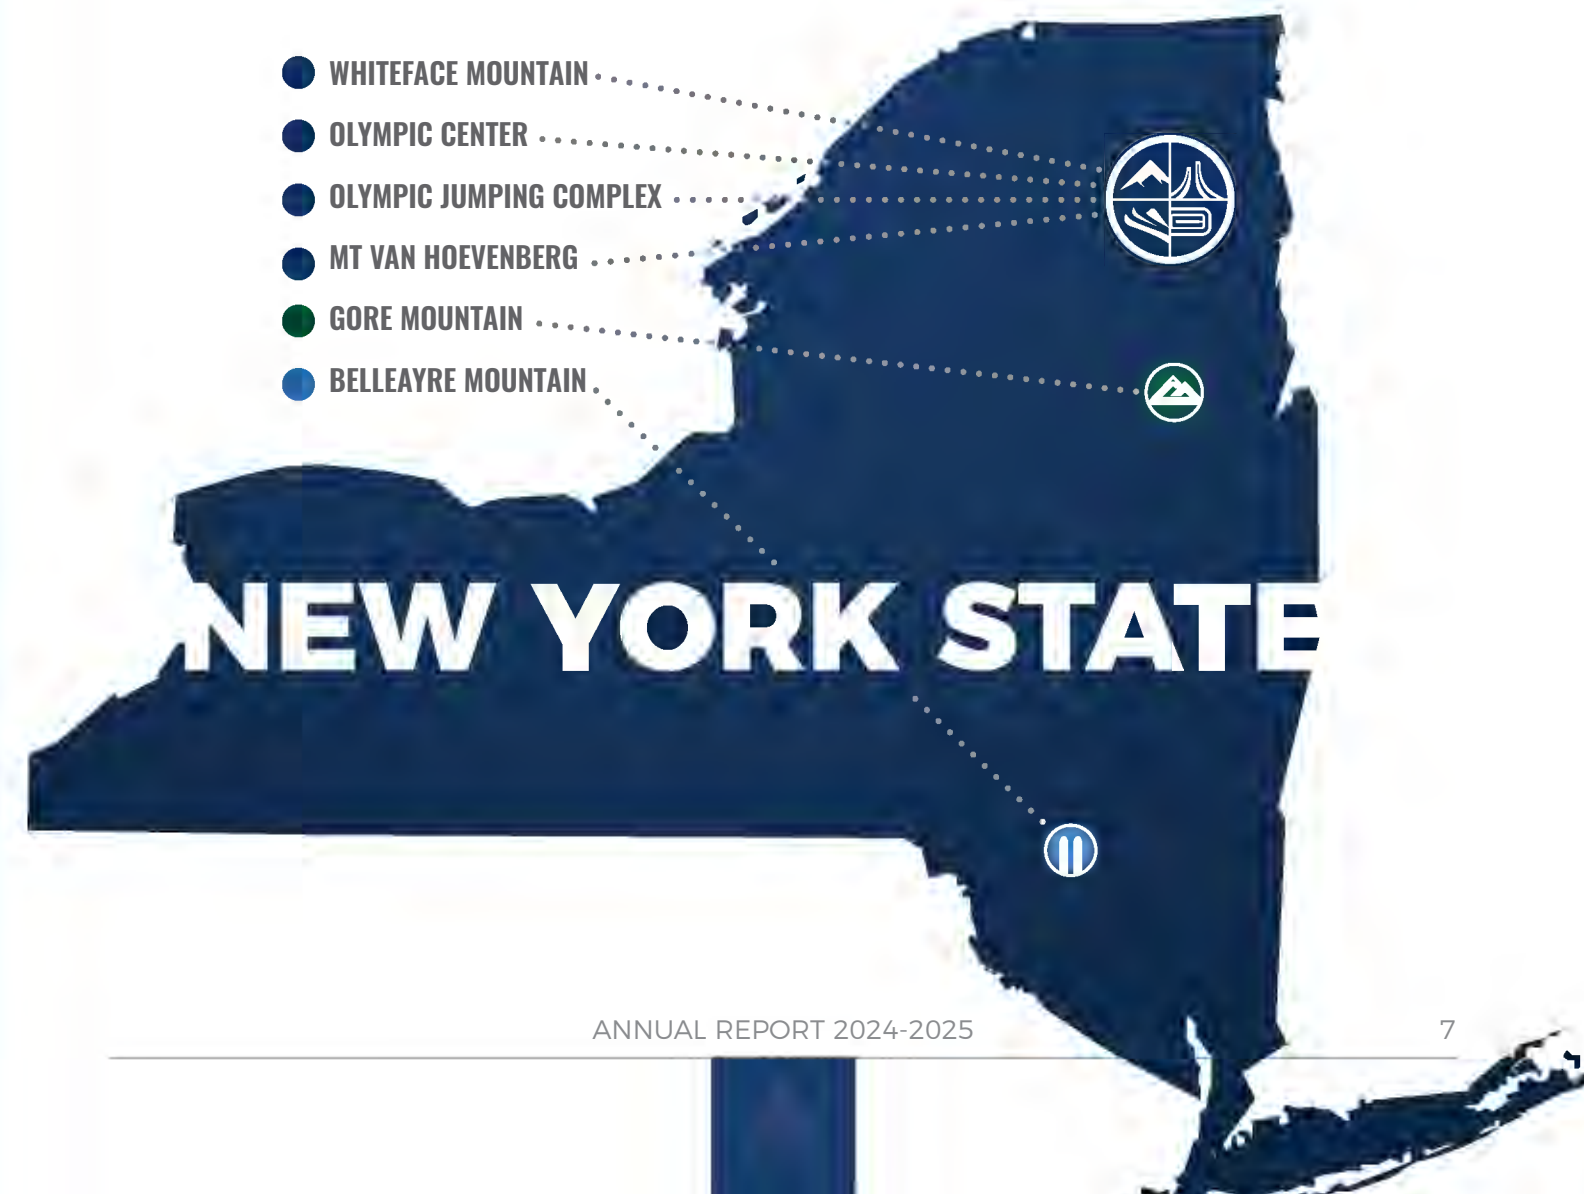 WHITEFACE MOUNTAIN
OLYMPIC CENTER
OLYMPIC JUMPING COMPLEX
MT VAN HOEVENBERG
GORE MOUNTAIN
BELLEAYRE MOUNTAIN
NEW YORK STATE
ANNUAL REPORT 2024-2025 7